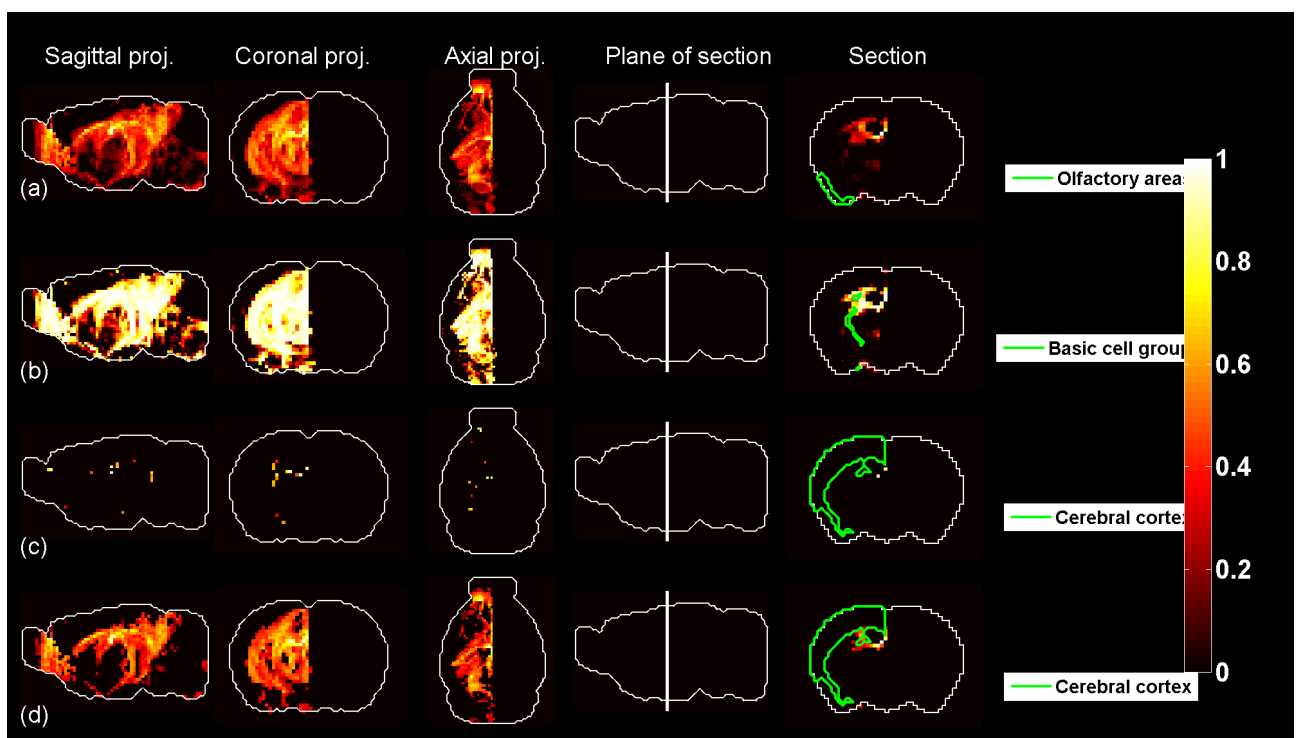 Sagittal proj. Coronal proj. Axial proj. Plane of section Section
(a)
Olfactory areas
1
0.8
0.6
(b)
Basic cell group
0.4
(c)
Cerebral cortex
0.2
(d)
Cerebral cortex
0